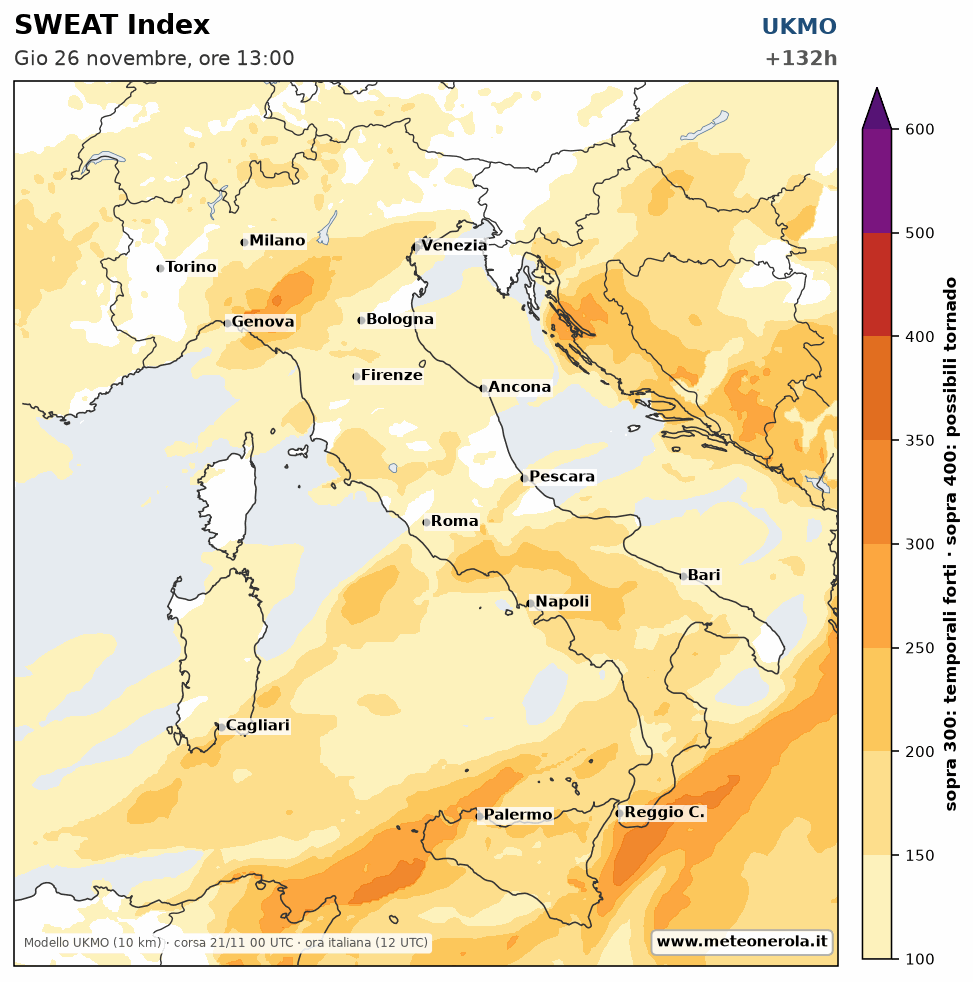 SWEAT Index
UKMO
Gio 26 novembre, ore 13:00
+132h
600
500
400
350
300
250
200
150
100
sopra 300: temporali forti · sopra 400: possibili tornado
Milano
Venezia
Torino
Genova
Bologna
Firenze
Ancona
Pescara
Roma
Bari
Napoli
Cagliari
Palermo
Reggio C.
Modello UKMO (10 km) · corsa 21/11 00 UTC · ora italiana (12 UTC)
www.meteonerola.it